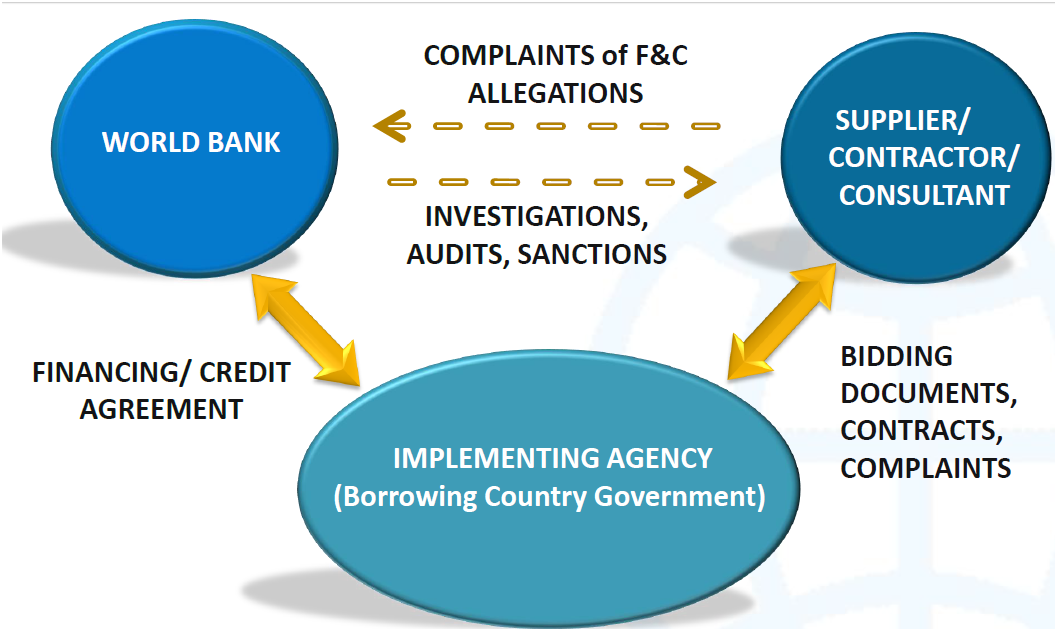 COMPLAINTS of F&C
ALLEGATIONS
WORLD BANK
SUPPLIER/
CONTRACTOR/
CONSULTANT
INVESTIGATIONS,
AUDITS, SANCTIONS
FINANCING/ CREDIT
AGREEMENT
BIDDING
DOCUMENTS,
CONTRACTS,
COMPLAINTS
IMPLEMENTING AGENCY
(Borrowing Country Government)